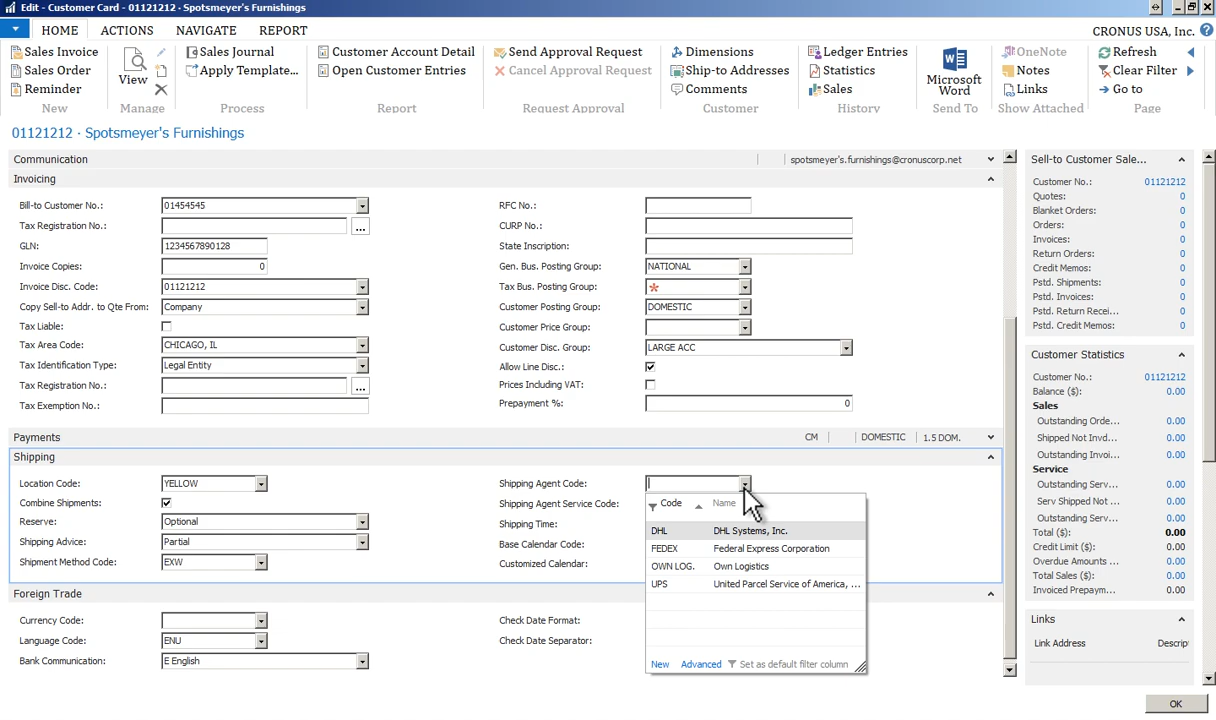 Edit - Customer Card - 01121212 · Spotsmeyer's Furnishings
HOME ACTIONS NAVIGATE REPORT
CRONUS USA, Inc.
Sales Invoice
Sales Order
Reminder
New
View
Manage
Sales Journal
Apply Template...
Process
Customer Account Detail
Open Customer Entries
Report
Send Approval Request
Cancel Approval Request
Request Approval
Dimensions
Ship-to Addresses
Comments
Customer
Ledger Entries
Statistics
Sales
History
Microsoft
Word
Send To
OneNote
Notes
Links
Show Attached
Refresh
Clear Filter
Go to
Page
01121212 · Spotsmeyer's Furnishings
Communication
spotsmeyer's.furnishings@cronuscorp.net
Invoicing
Bill-to Customer No.: 01454545
Tax Registration No.: ...
GLN: 1234567890128
Invoice Copies: 0
Invoice Disc. Code: 01121212
Copy Sell-to Addr. to Qte From: Company
Tax Liable:
Tax Area Code: CHICAGO, IL
Tax Identification Type: Legal Entity
Tax Registration No.: ...
Tax Exemption No.:
RFC No.:
CURP No.:
State Inscription:
Gen. Bus. Posting Group: NATIONAL
Tax Bus. Posting Group: *
Customer Posting Group: DOMESTIC
Customer Price Group:
Customer Disc. Group: LARGE ACC
Allow Line Disc.:
Prices Including VAT:
Prepayment %: 0
Payments CM DOMESTIC 1.5 DOM.
Shipping
Location Code: YELLOW
Combine Shipments:
Reserve: Optional
Shipping Advice: Partial
Shipment Method Code: EXW
Shipping Agent Code:
Shipping Agent Service Code:
Shipping Time:
Base Calendar Code:
Customized Calendar:
Code Name
DHL DHL Systems, Inc.
FEDEX Federal Express Corporation
OWN LOG. Own Logistics
UPS United Parcel Service of America, ...
New Advanced Set as default filter column
Foreign Trade
Currency Code:
Language Code: ENU
Bank Communication: E English
Check Date Format:
Check Date Separator:
Sell-to Customer Sale...
Customer No.: 01121212
Quotes: 0
Blanket Orders: 0
Orders: 0
Invoices: 0
Return Orders: 0
Credit Memos: 0
Pstd. Shipments: 0
Pstd. Invoices: 0
Pstd. Return Recei... 0
Pstd. Credit Memos: 0
Customer Statistics
Customer No.: 01121212
Balance ($): 0.00
Sales
Outstanding Orde... 0.00
Shipped Not Invd... 0.00
Outstanding Invoi... 0.00
Service
Outstanding Serv... 0.00
Serv Shipped Not ... 0.00
Outstanding Serv... 0.00
Total ($): 0.00
Credit Limit ($): 0.00
Overdue Amounts ... 0.00
Total Sales ($): 0.00
Invoiced Prepaym... 0.00
Links
Link Address Descrip
OK